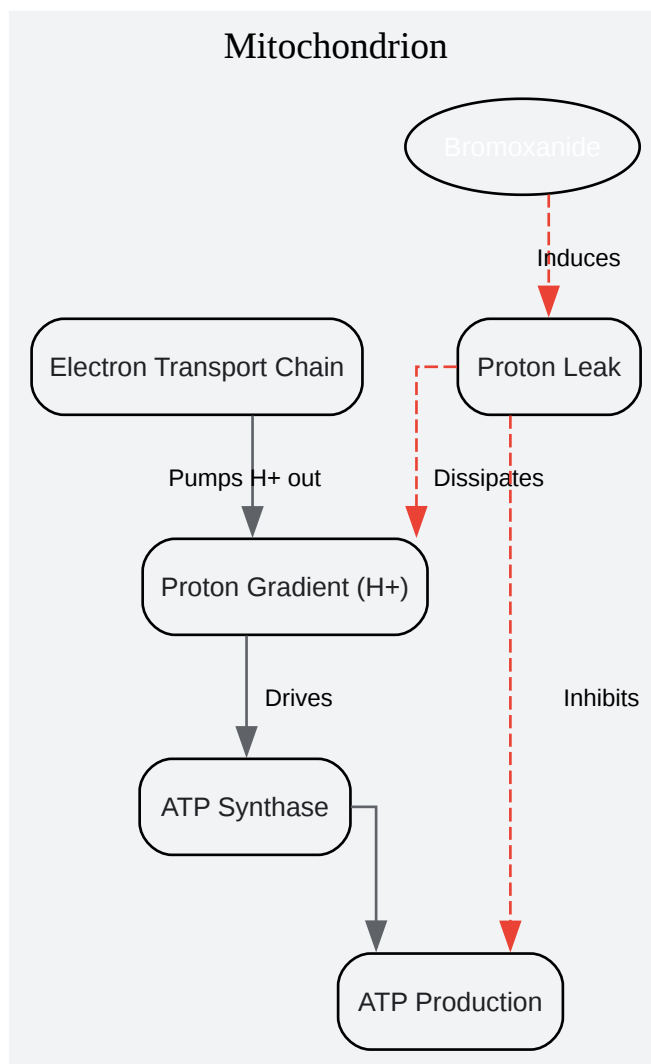 Mitochondrion
Bromoxanide
Induces
Electron Transport Chain
Proton Leak
Pumps H+ out
Dissipates
Proton Gradient (H+)
Drives
Inhibits
ATP Synthase
ATP Production